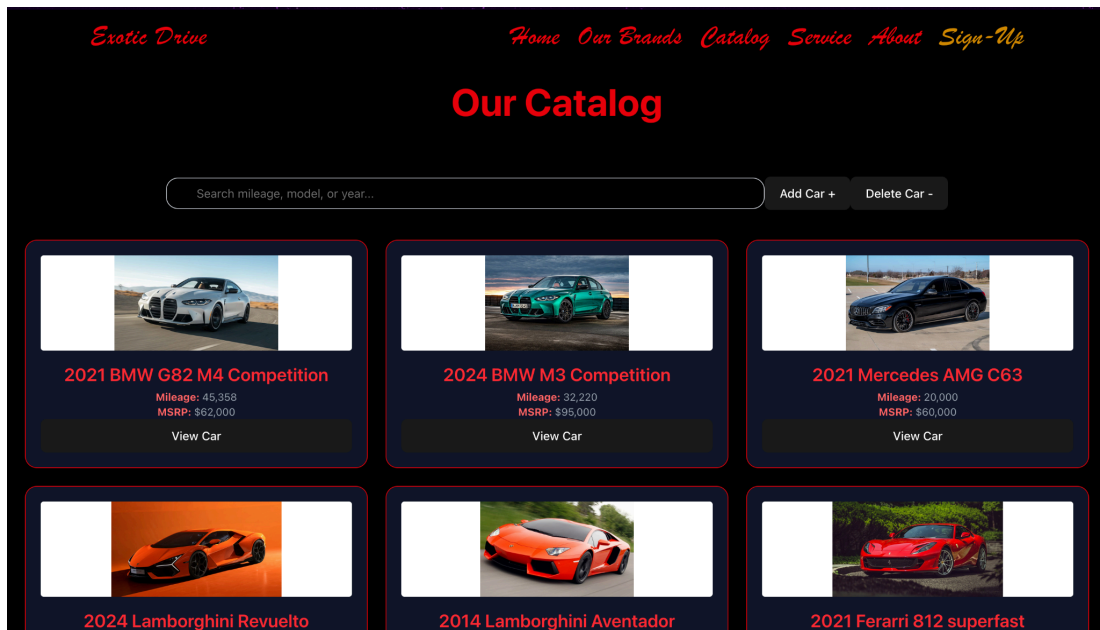 Exotic Drive Home Our Brands Catalog Service About Sign-Up
Our Catalog
Search mileage, model, or year... Add Car + Delete Car -
2021 BMW G82 M4 Competition
Mileage: 45,358
MSRP: $62,000
View Car
2024 BMW M3 Competition
Mileage: 32,220
MSRP: $95,000
View Car
2021 Mercedes AMG C63
Mileage: 20,000
MSRP: $60,000
View Car
2024 Lamborghini Revuelto
2014 Lamborghini Aventador
2021 Ferarri 812 superfast